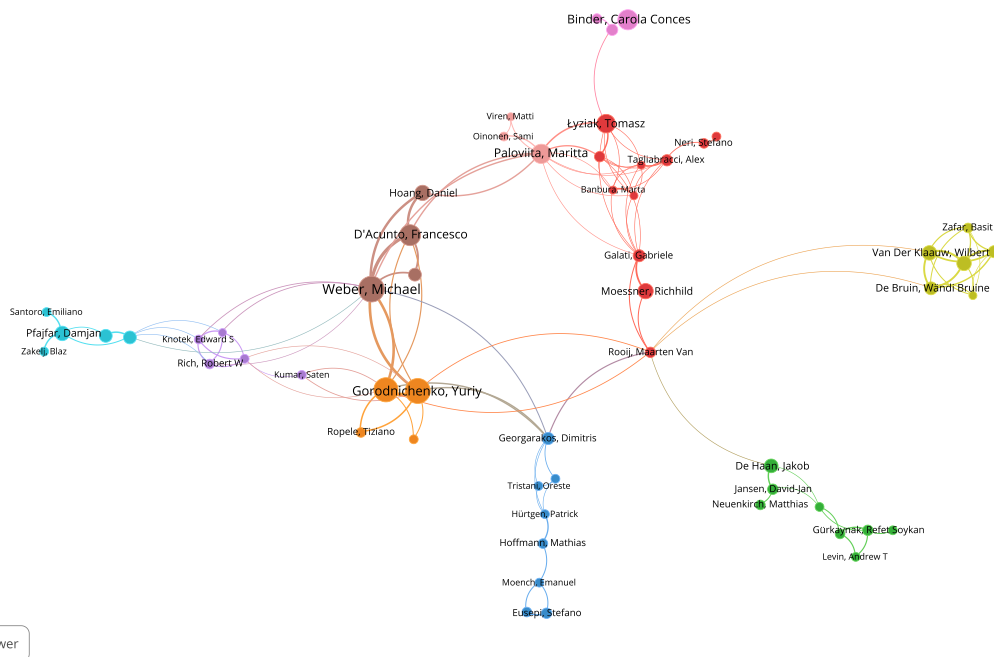 Binder, Carola Conces
Viren, Matti
Łyziak, Tomasz
Oinonen, Sami
Neri, Stefano
Paloviita, Maritta
Tagliabracci, Alex
Hoang, Daniel
Banbura, Marta
Zafar, Basit
D'Acunto, Francesco
Galati, Gabriele
Van Der Klaauw, Wilbert
Weber, Michael
Moessner, Richhild
De Bruin, Wandi Bruine
Santoro, Emiliano
Pfajfar, Damjan
Knotek, Edward S
Zakelj, Blaz
Rich, Robert W
Rooij, Maarten Van
Kumar, Saten
Gorodnichenko, Yuriy
Ropele, Tiziano
Georgarakos, Dimitris
De Haan, Jakob
Tristani, Oreste
Jansen, David-Jan
Neuenkirch, Matthias
Hürtgen, Patrick
Gürkaynak, Refet Soykan
Hoffmann, Mathias
Levin, Andrew T
Moench, Emanuel
Eusepi, Stefano
wer